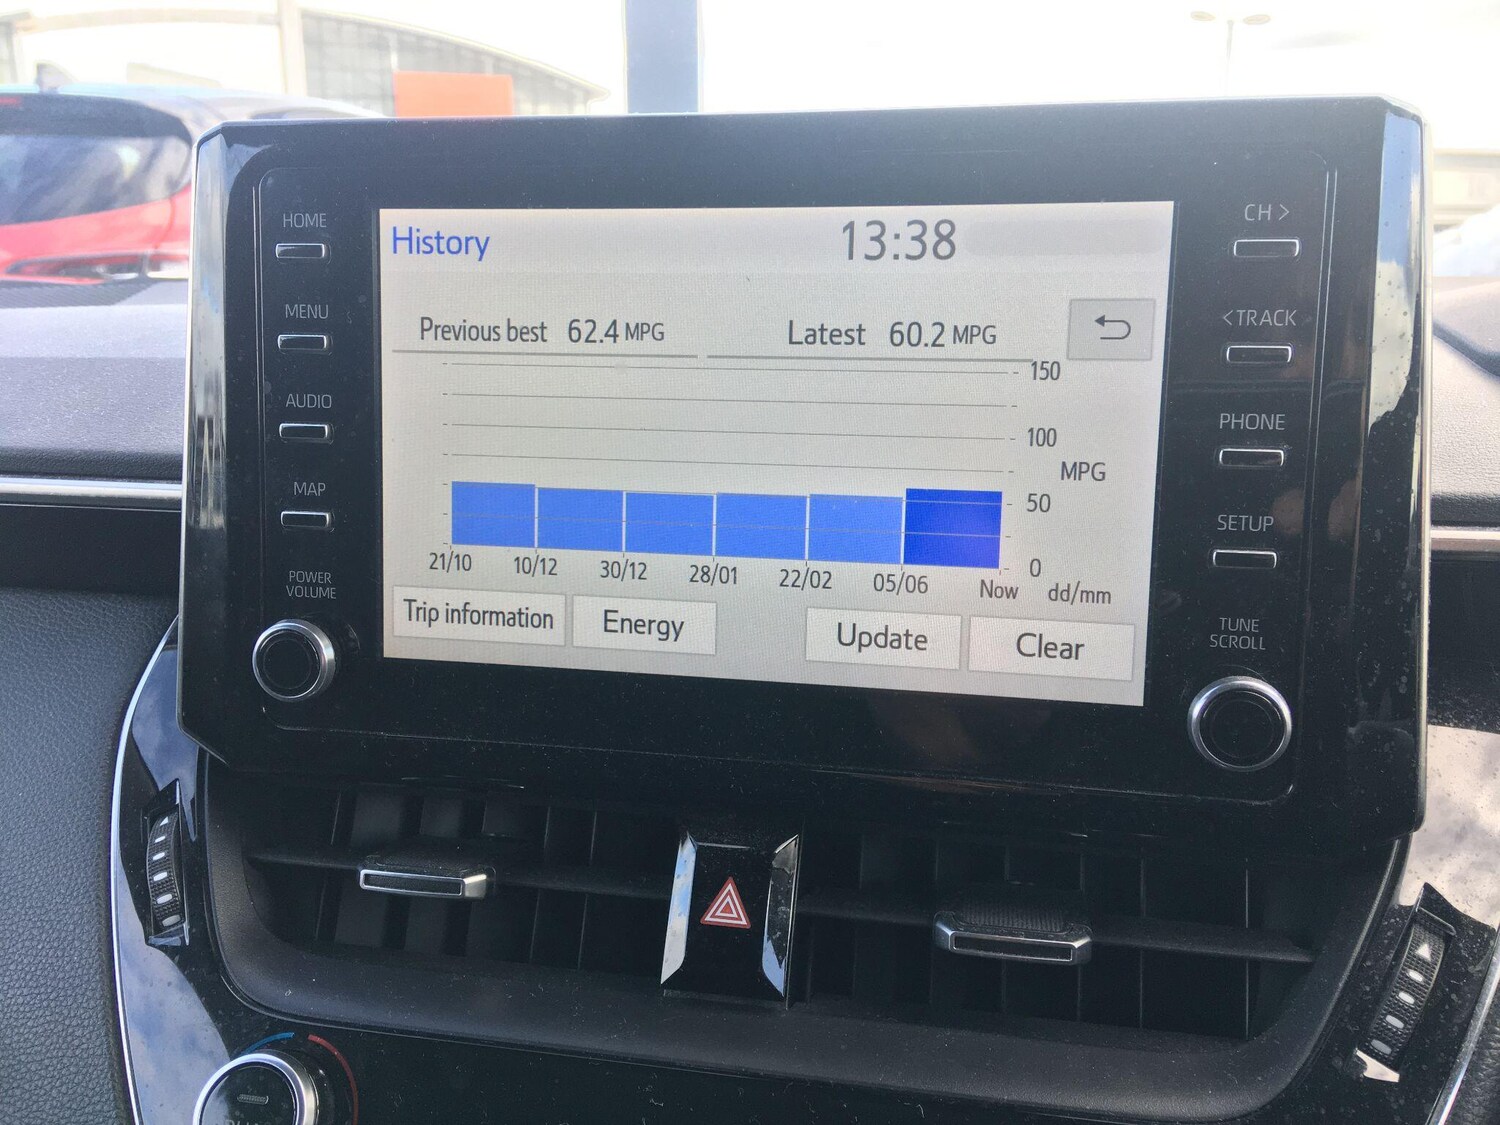 HOME
MENU
AUDIO
MAP
POWER
VOLUME
History
13:38
Previous best 62.4 MPG
Latest 60.2 MPG
150
100
MPG
50
0
21/10 10/12 30/12 28/01 22/02 05/06 Now dd/mm
Trip information
Energy
Update
Clear
CH >
< TRACK
PHONE
SETUP
TUNE
SCROLL